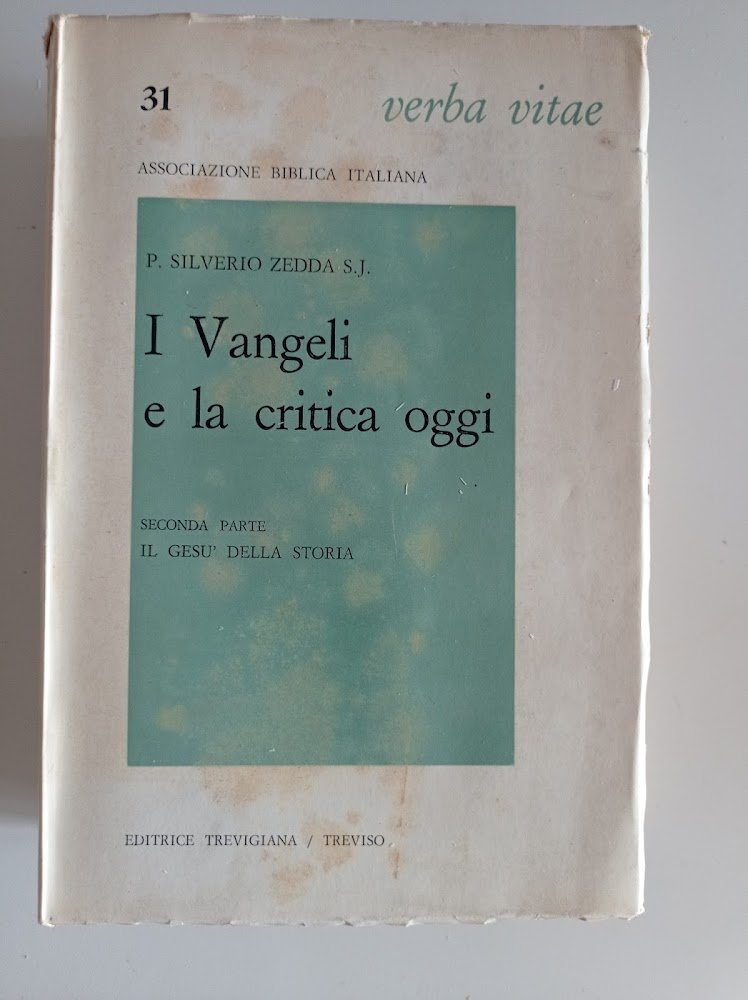 31
verba vitae
ASSOCIAZIONE BIBLICA ITALIANA
P. SILVERIO ZEDDA S.J.
I Vangeli
e la critica oggi
SECONDA PARTE
IL GESU' DELLA STORIA
EDITRICE TREVIGIANA / TREVISO